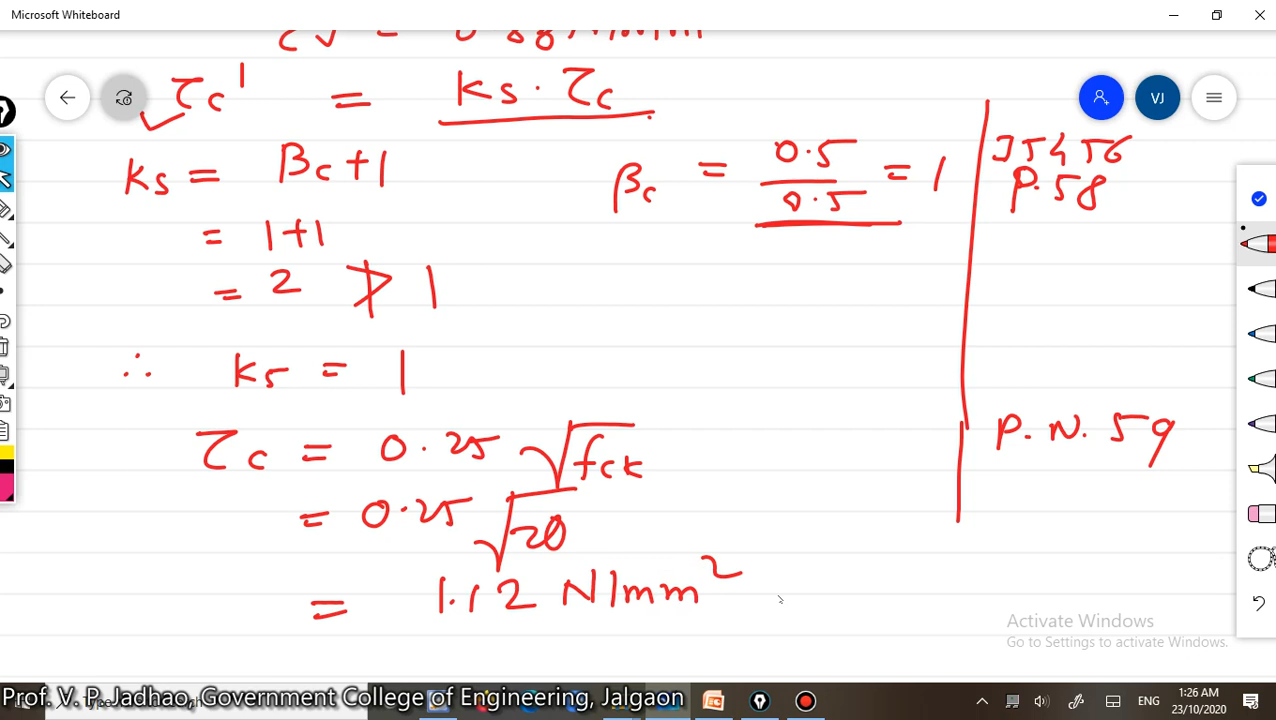 Microsoft Whiteboard
τc' = ks · τc
ks = βc + 1
βc = 0.5 / 0.5 = 1
IS 456
P. 58
= 1 + 1
= 2 ≯ 1
∴ ks = 1
τc = 0.25 √fck
P. N. 59
= 0.25 √20
= 1.12 N/mm²
VJ
Activate Windows
Go to Settings to activate Windows.
Prof. V. P. Jadhao, Government College of Engineering, Jalgaon
ENG
1:26 AM
23/10/2020